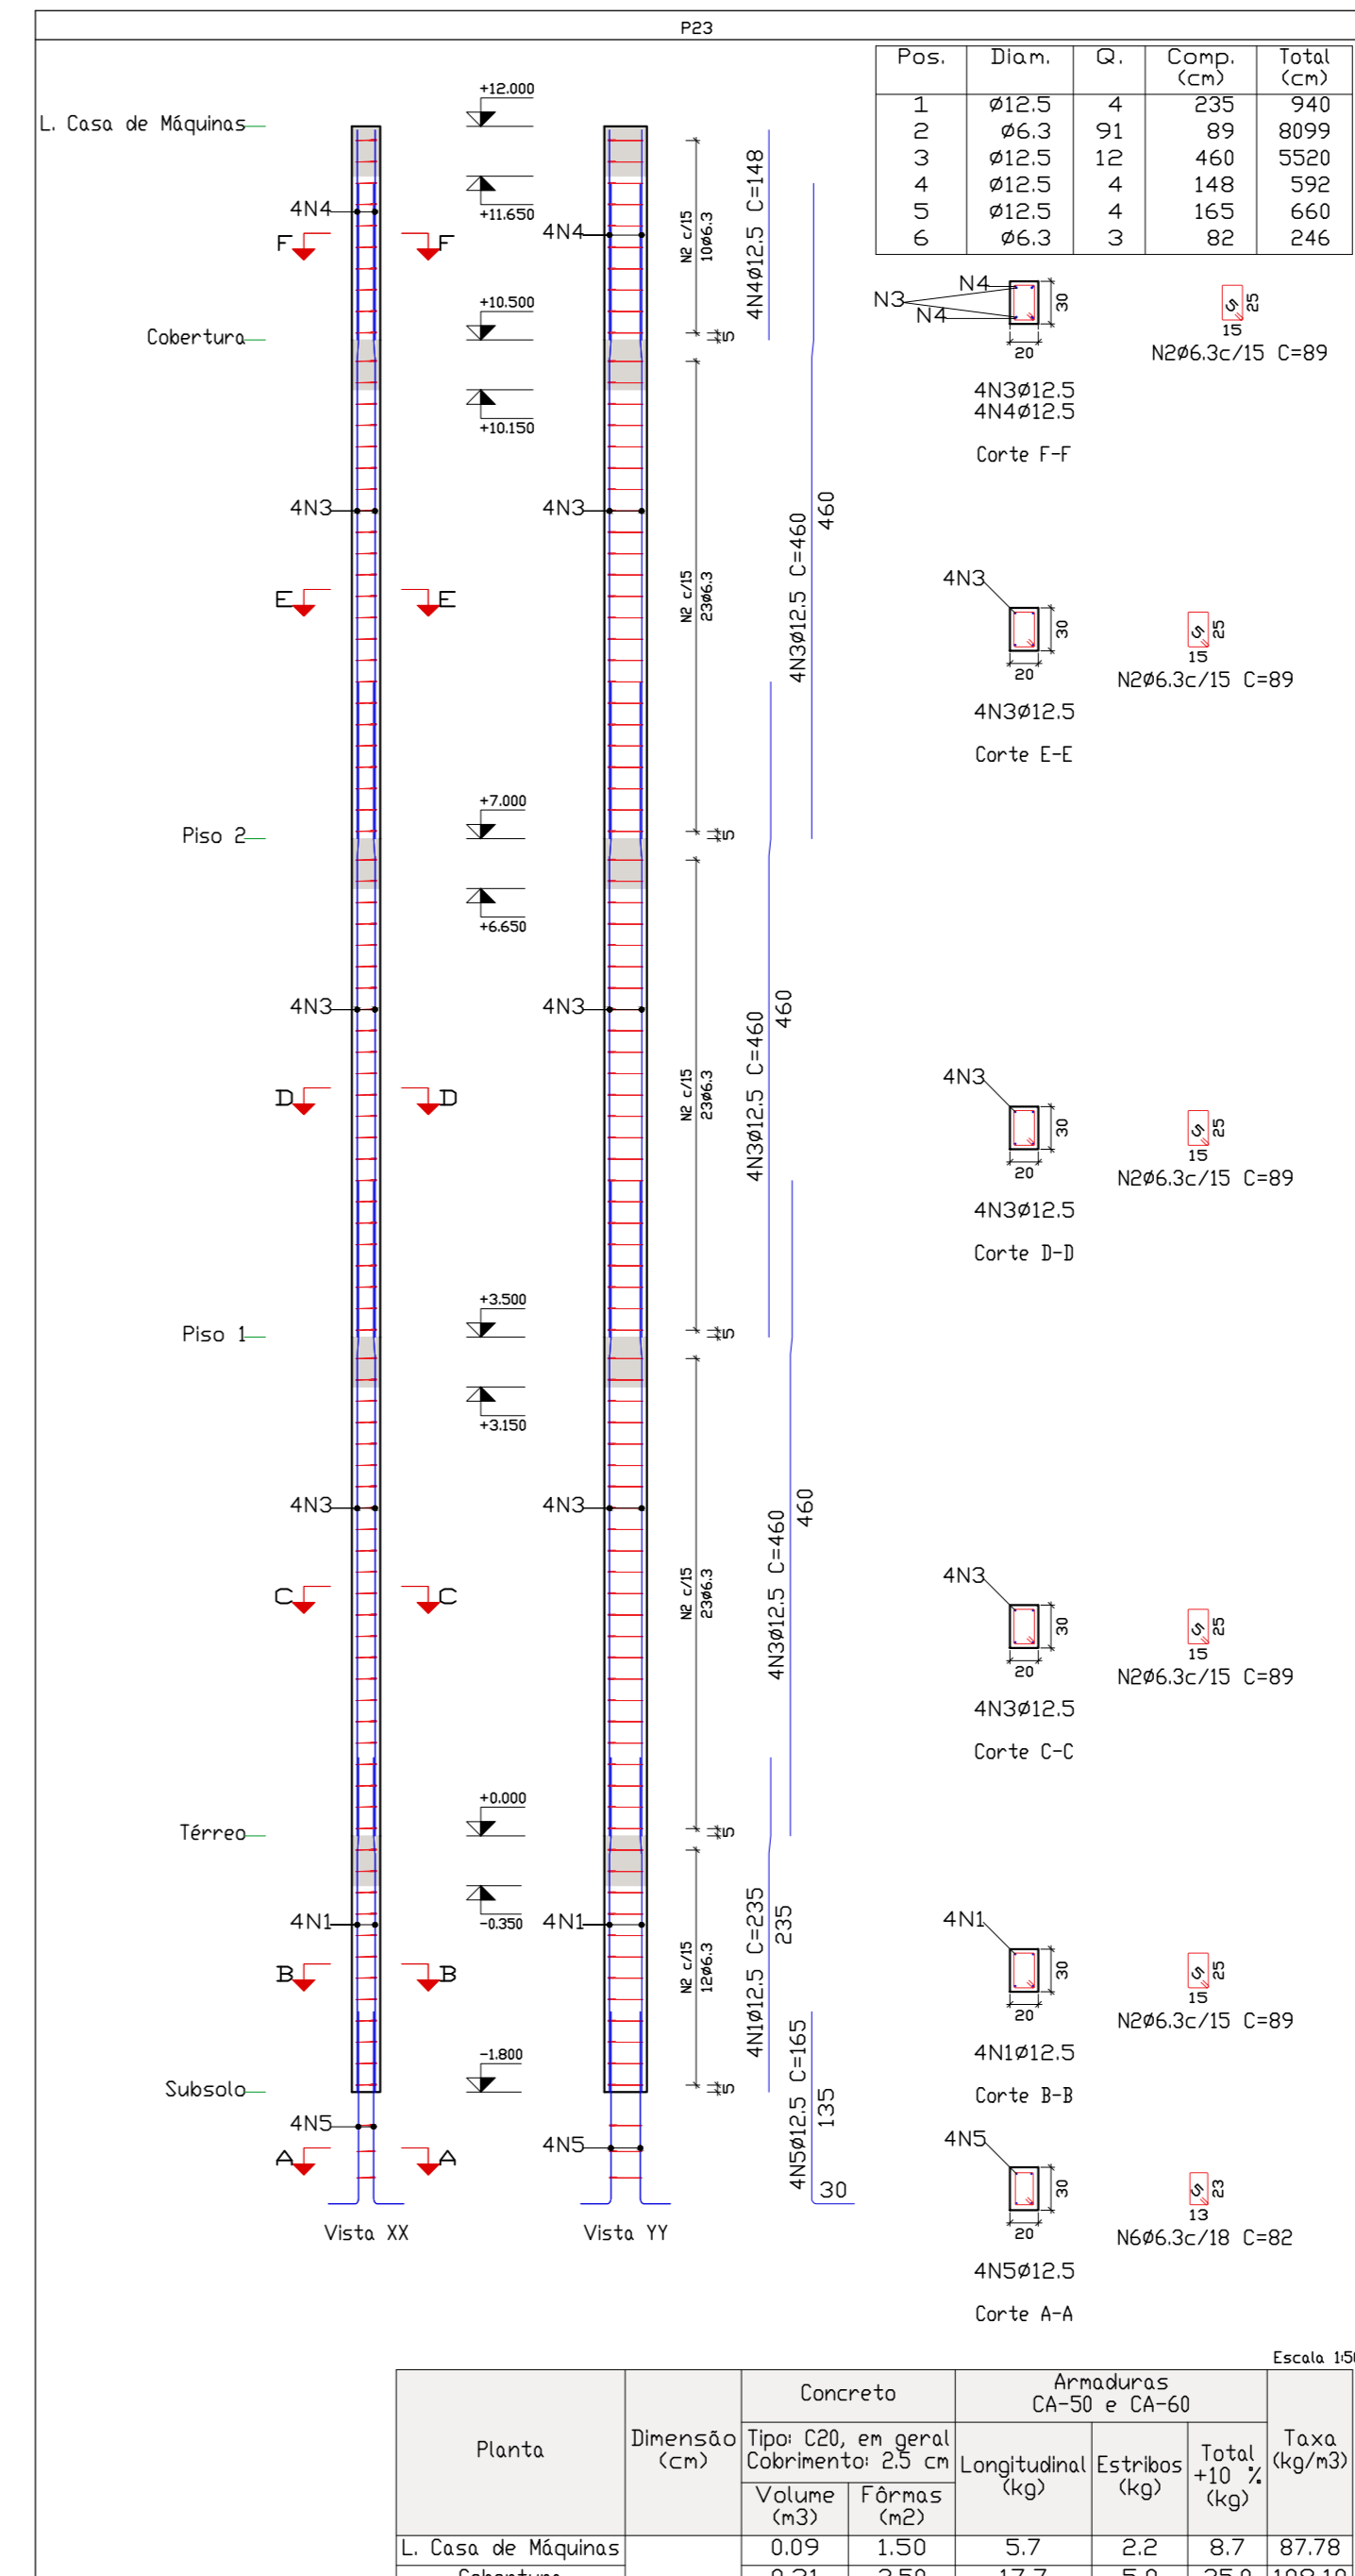 P23
Pos. Diam. Q. Comp. (cm) Total (cm)
1 ø12.5 4 235 940
2 ø6.3 91 89 8099
3 ø12.5 12 460 5520
4 ø12.5 4 148 592
5 ø12.5 4 165 660
6 ø6.3 3 82 246
L. Casa de Máquinas
+12.000
+11.650
4N4
4N4
F F
N2 c/15
10ø6.3
4N4ø12.5 C=148
N3
N4
N4
30
20
4N3ø12.5
4N4ø12.5
Corte F-F
5
25
15
N2ø6.3c/15 C=89
Cobertura
+10.500
5
+10.150
4N3
4N3
E E
N2 c/15
23ø6.3
4N3ø12.5 C=460
460
4N3
30
20
4N3ø12.5
Corte E-E
5
25
15
N2ø6.3c/15 C=89
Piso 2
+7.000
5
+6.650
4N3
4N3
D D
N2 c/15
23ø6.3
4N3ø12.5 C=460
460
4N3
30
20
4N3ø12.5
Corte D-D
5
25
15
N2ø6.3c/15 C=89
Piso 1
+3.500
5
+3.150
4N3
4N3
C C
N2 c/15
23ø6.3
4N3ø12.5 C=460
460
4N3
30
20
4N3ø12.5
Corte C-C
5
25
15
N2ø6.3c/15 C=89
Térreo
+0.000
5
-0.350
4N1
4N1
B B
N2 c/15
12ø6.3
4N1ø12.5 C=235
235
4N1
30
20
4N1ø12.5
Corte B-B
5
25
15
N2ø6.3c/15 C=89
Subsolo
-1.800
5
4N5
4N5
A A
4N5ø12.5 C=165
135
30
4N5
30
20
4N5ø12.5
Corte A-A
5
23
13
N6ø6.3c/18 C=82
Vista XX
Vista YY
Escala
Planta
Dimensão (cm)
Concreto
Tipo: C20, em geral
Cobrimento: 2.5 cm
Volume (m3)
Fôrmas (m2)
Armaduras
CA-50 e CA-60
Longitudinal (kg)
Estribos (kg)
Total +10 % (kg)
Taxa (kg/m3)
L. Casa de Máquinas 0.09 1.50 5.7 2.2 8.7 87.78